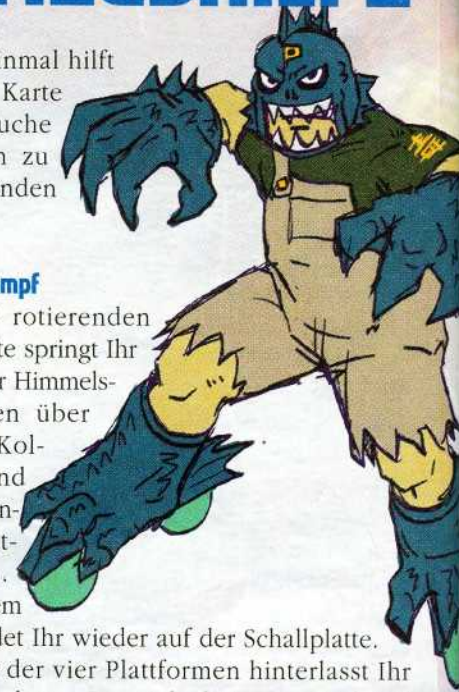 inmal hilft
Karte
uche
n zu
nden
mpf
rotierenden
te springt Ihr
r Himmels-
en über
Kol-
nd
n-
t-
.
em
det Ihr wieder auf der Schallplatte.
der vier Plattformen hinterlasst Ihr